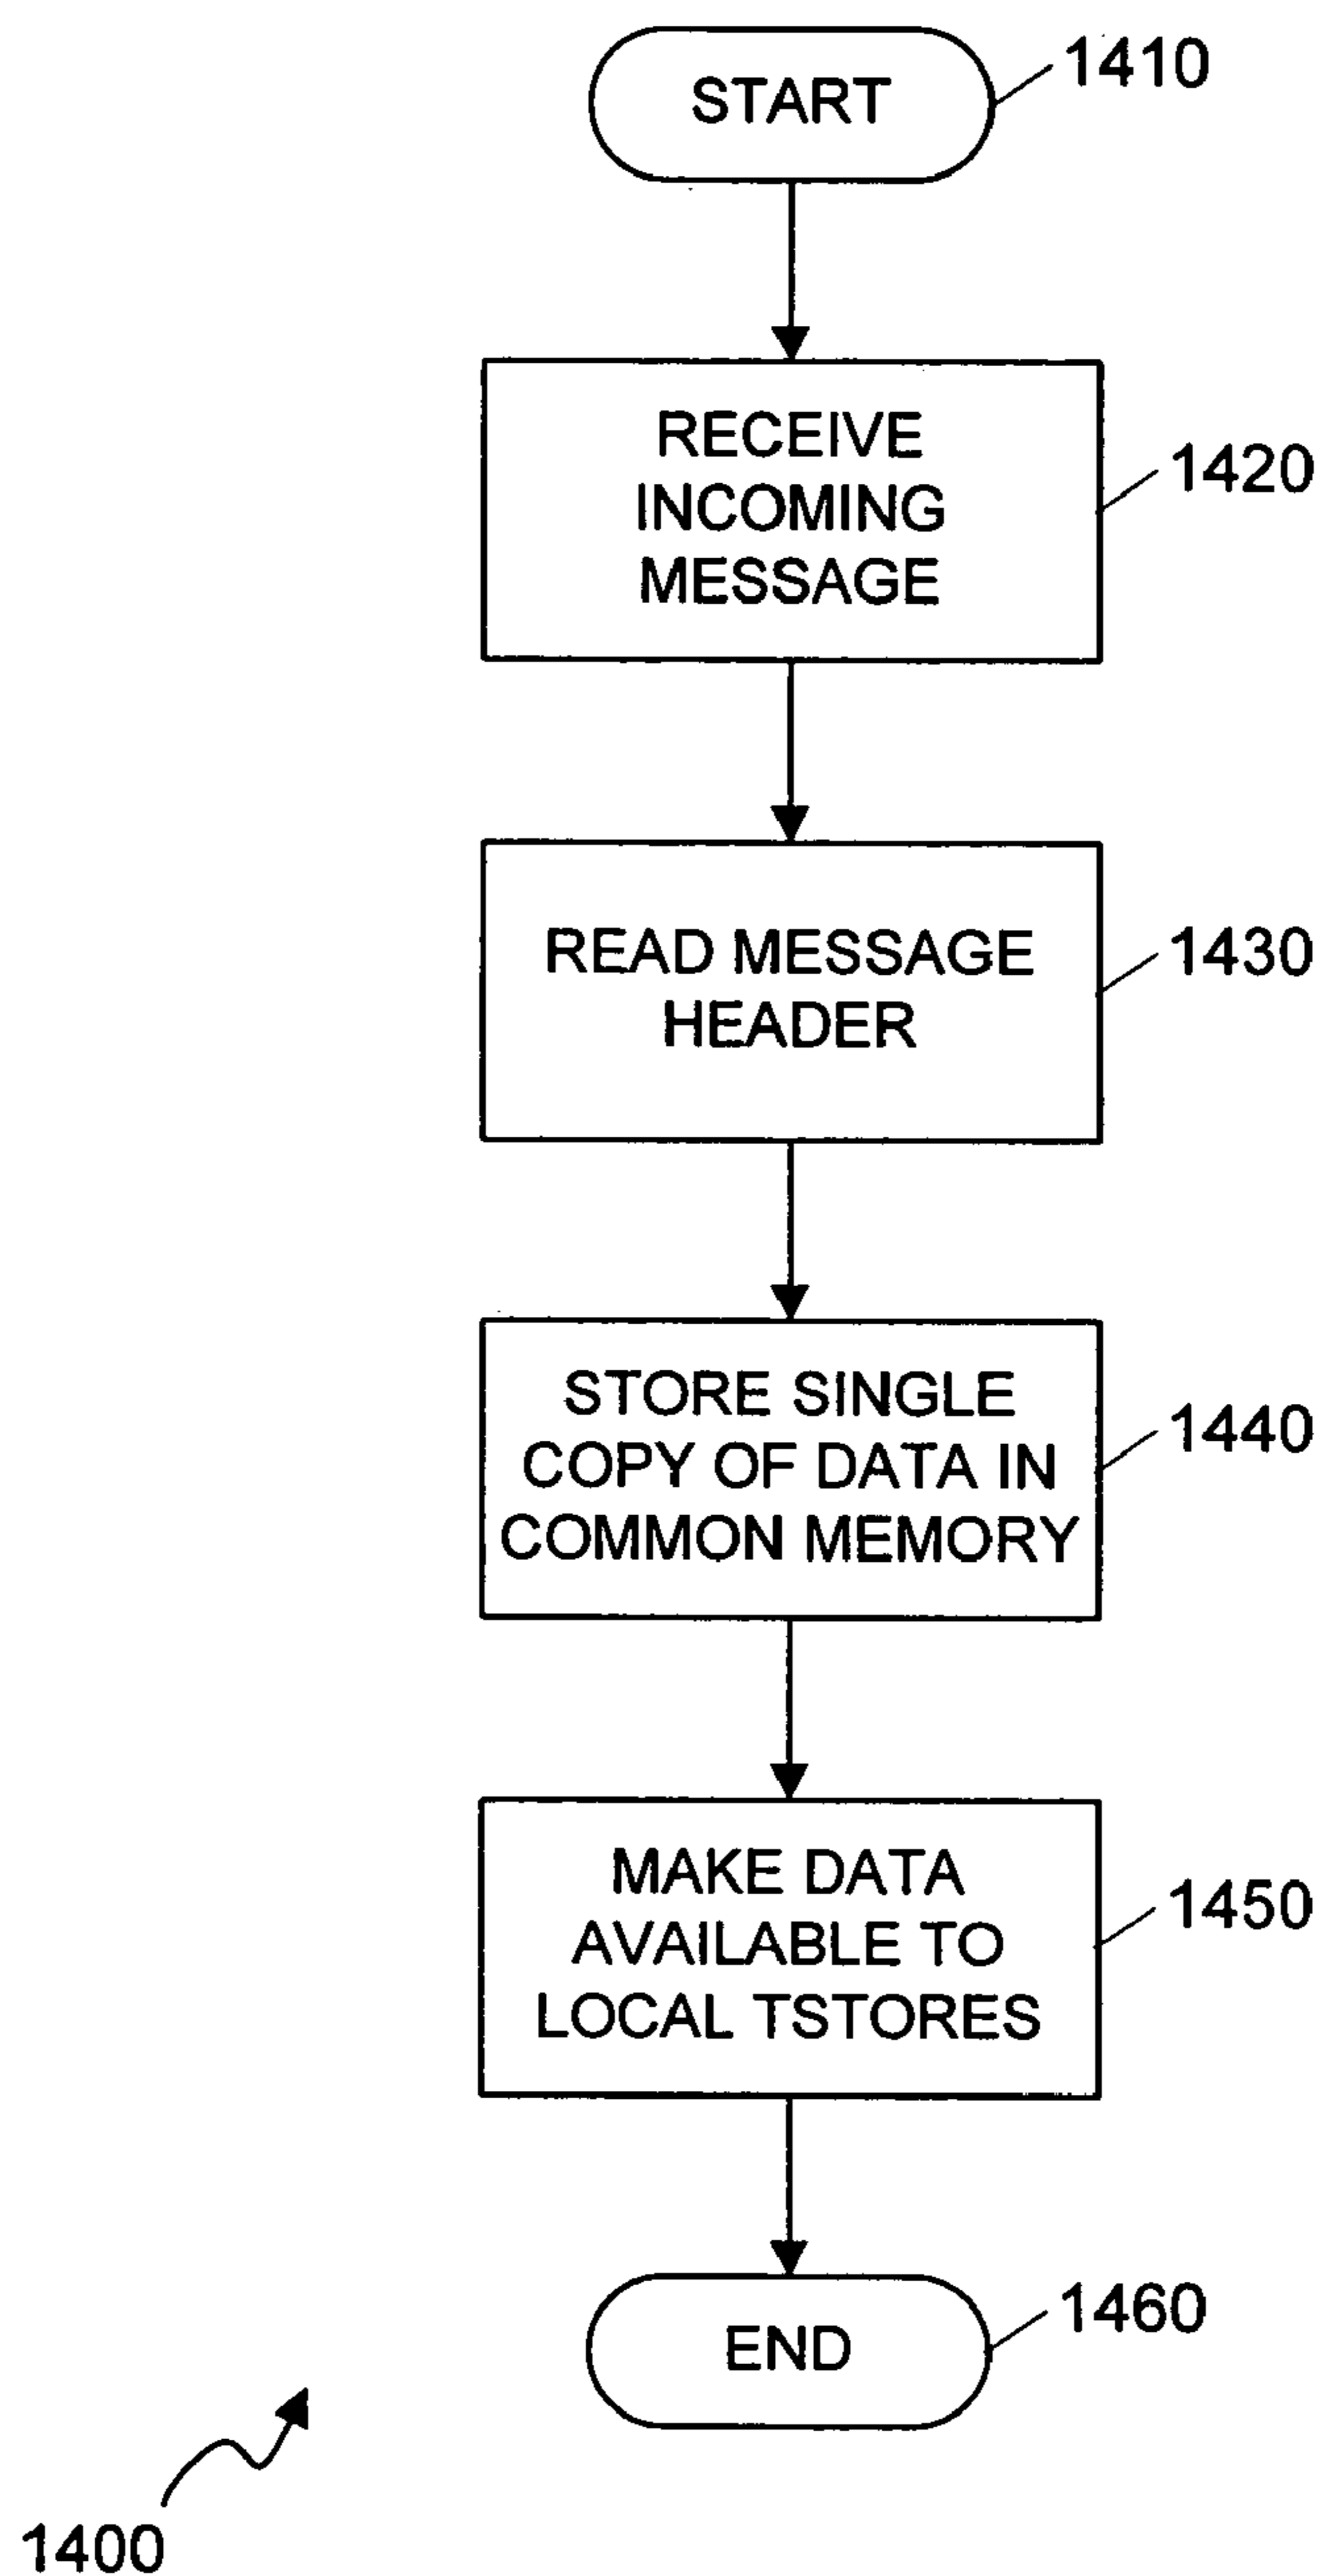 START
1410
RECEIVE
INCOMING
MESSAGE
1420
READ MESSAGE
HEADER
1430
STORE SINGLE
COPY OF DATA IN
COMMON MEMORY
1440
MAKE DATA
AVAILABLE TO
LOCAL TSTORES
1450
END
1460
1400